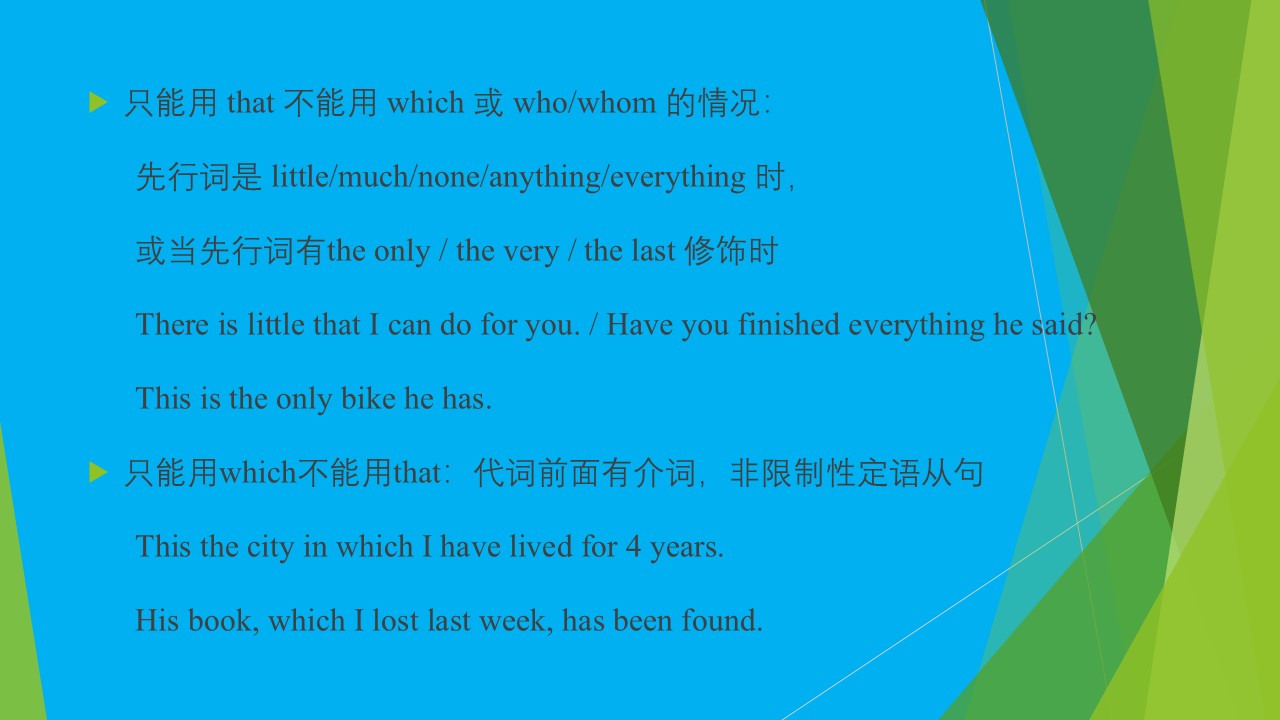 只能用 that 不能用 which 或 who/whom 的情况：
先行词是 little/much/none/anything/everything 时，
或当先行词有the only / the very / the last 修饰时
There is little that I can do for you. / Have you finished everything he said?
This is the only bike he has.
只能用which不能用that：代词前面有介词，非限制性定语从句
This the city in which I have lived for 4 years.
His book, which I lost last week, has been found.